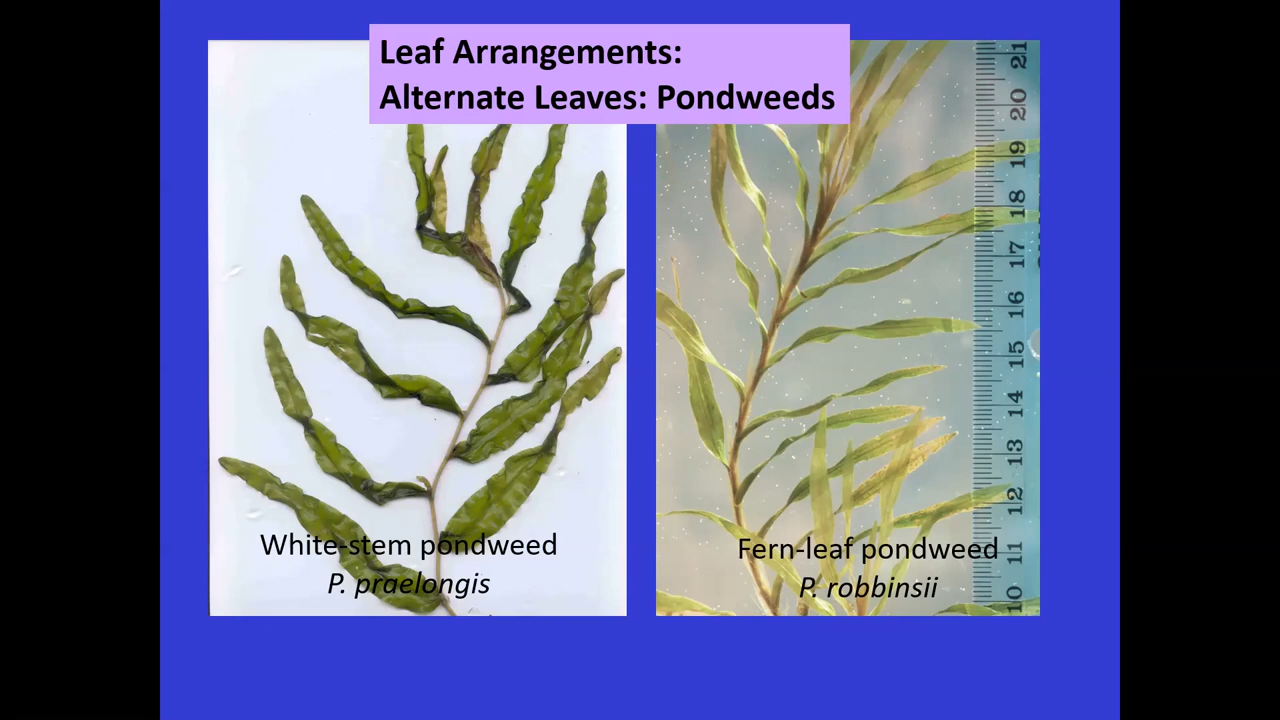 Leaf Arrangements:
Alternate Leaves: Pondweeds
White-stem pondweed
P. praelongis
Fern-leaf pondweed
P. robbinsii
21
20
19
18
17
16
15
14
13
12
11
10